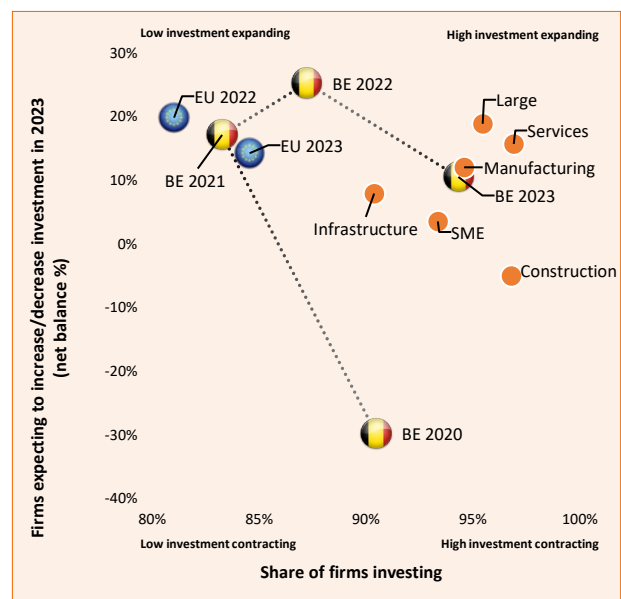 Low investment expanding
High investment expanding
Firms expecting to increase/decrease investment in 2023
(net balance %)
30%
20%
10%
0%
-10%
-20%
-30%
-40%
EU 2022
BE 2022
Large
Services
BE 2021
EU 2023
Manufacturing
BE 2023
Infrastructure
SME
Construction
BE 2020
80%
85%
90%
95%
100%
Low investment contracting
High investment contracting
Share of firms investing